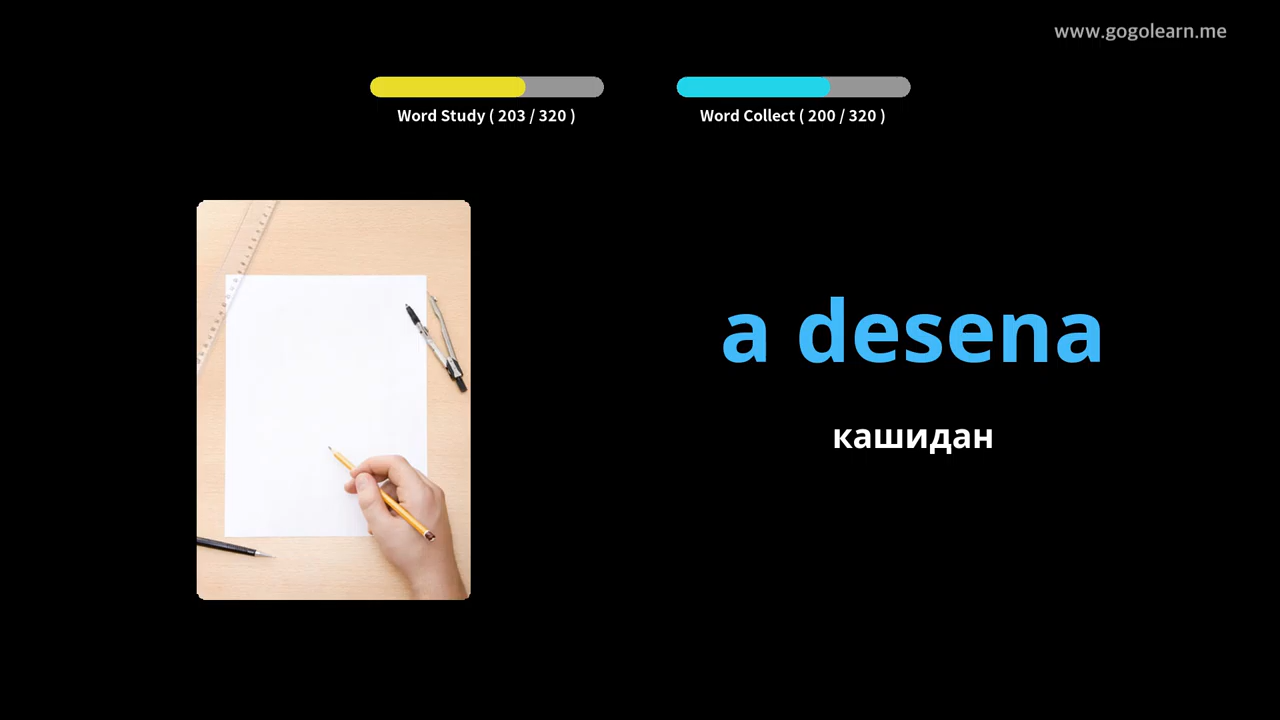 www.gogolearn.me
Word Study ( 203 / 320 )
Word Collect ( 200 / 320 )
a desena
кашидан